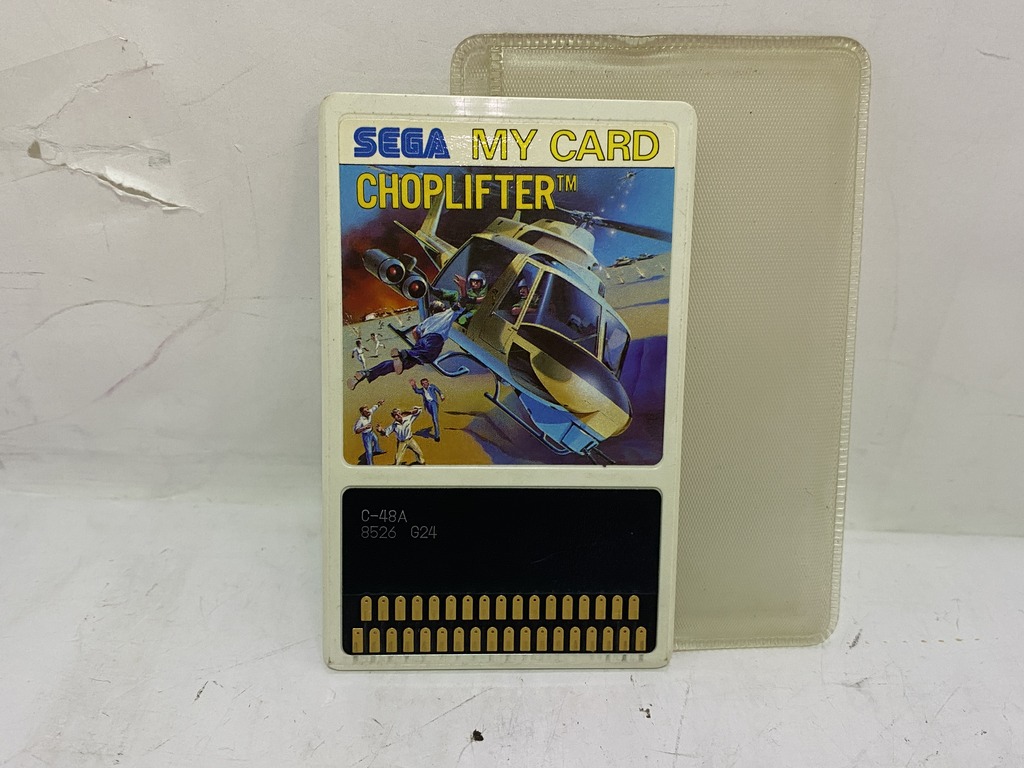 SEGA MY CARD
CHOPLIFTER™
C-48A
8526 G24